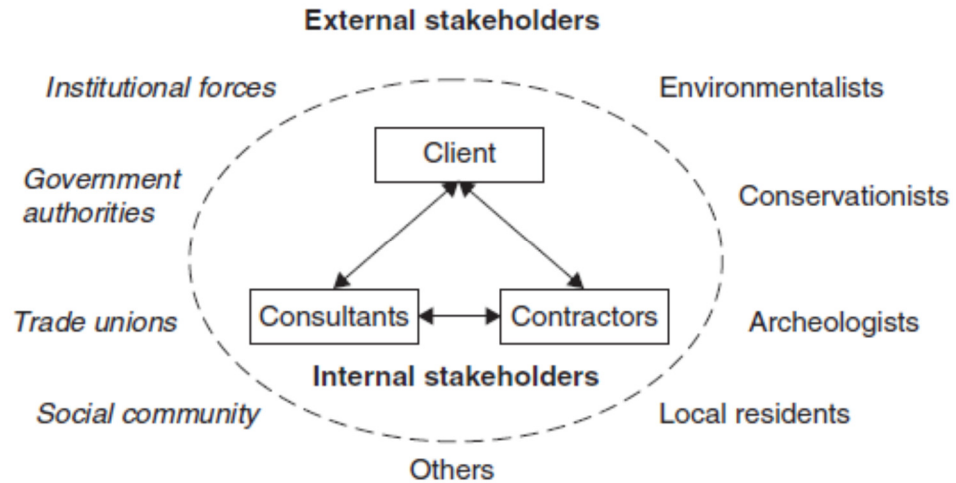 External stakeholders
Institutional forces
Environmentalists
Client
Government
authorities
Conservationists
Consultants
Contractors
Trade unions
Archeologists
Internal stakeholders
Social community
Local residents
Others